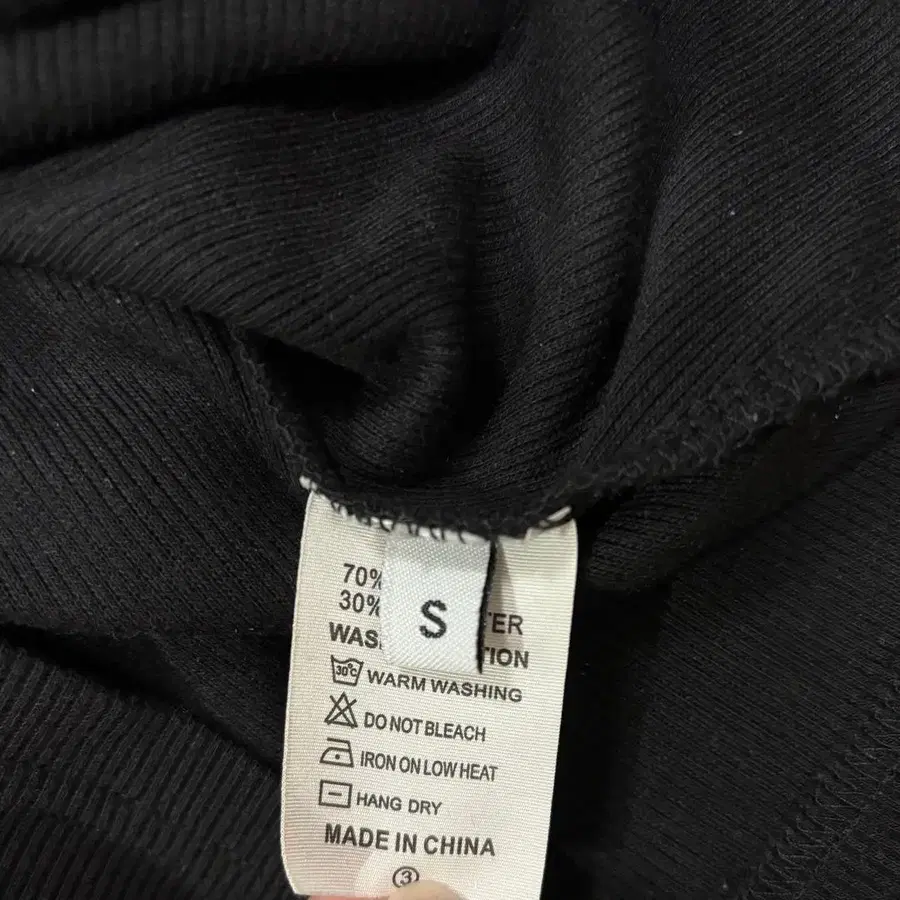 70%
30% TER
S
WAS TION
30°C WARM WASHING
DO NOT BLEACH
IRON ON LOW HEAT
HANG DRY
MADE IN CHINA
3